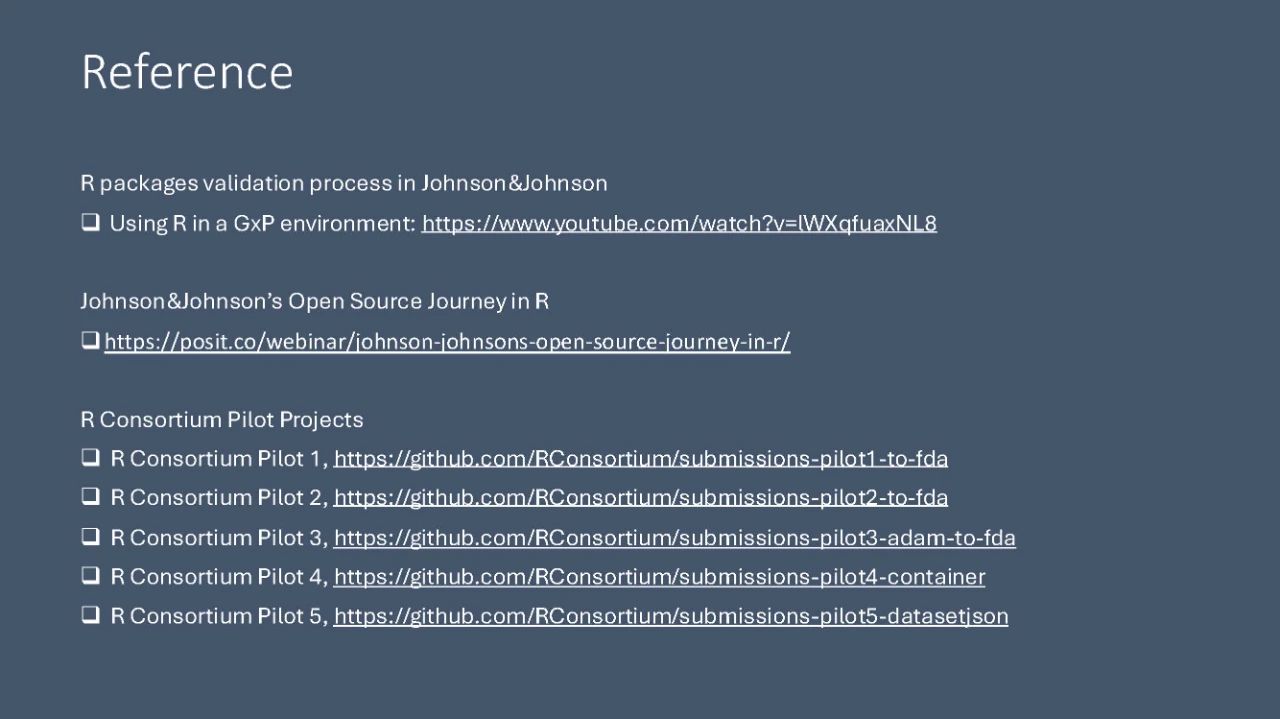 Reference
R packages validation process in Johnson&Johnson
❑ Using R in a GxP environment: https://www.youtube.com/watch?v=lWXqfuaxNL8
Johnson&Johnson’s Open Source Journey in R
❑ https://posit.co/webinar/johnson-johnsons-open-source-journey-in-r/
R Consortium Pilot Projects
❑ R Consortium Pilot 1, https://github.com/RConsortium/submissions-pilot1-to-fda
❑ R Consortium Pilot 2, https://github.com/RConsortium/submissions-pilot2-to-fda
❑ R Consortium Pilot 3, https://github.com/RConsortium/submissions-pilot3-adam-to-fda
❑ R Consortium Pilot 4, https://github.com/RConsortium/submissions-pilot4-container
❑ R Consortium Pilot 5, https://github.com/RConsortium/submissions-pilot5-datasetjson